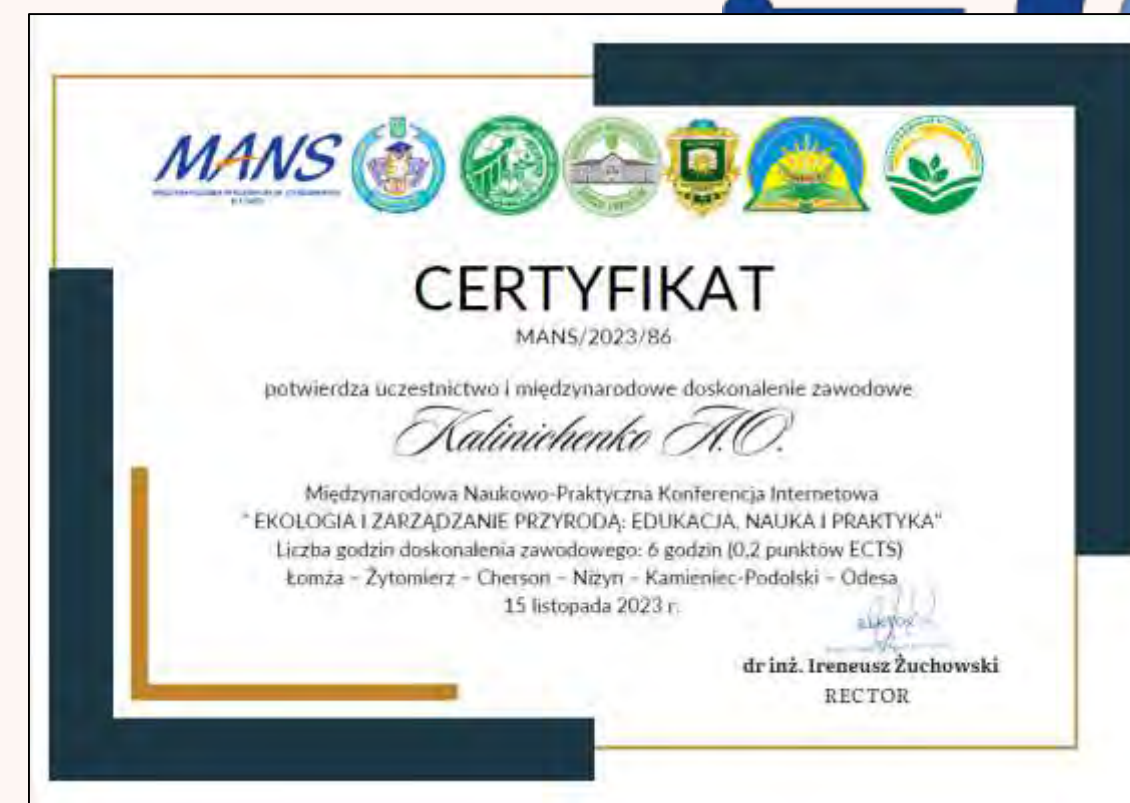 MANS
CERTYFIKAT
MANS/2023/86
potwierdza uczestnictwo i międzynarodowe doskonalenie zawodowe
Kalinichenko A.O.
Międzynarodowa Naukowo-Praktyczna Konferencja Internetowa
" EKOLOGIA I ZARZĄDZANIE PRZYRODĄ: EDUKACJA, NAUKA I PRAKTYKA"
Liczba godzin doskonalenia zawodowego: 6 godzin (0,2 punktów ECTS)
Łomża – Żytomierz – Cherson – Niżyn – Kamieniec-Podolski – Odesa
15 listopada 2023 r.
dr inż. Ireneusz Żuchowski
RECTOR